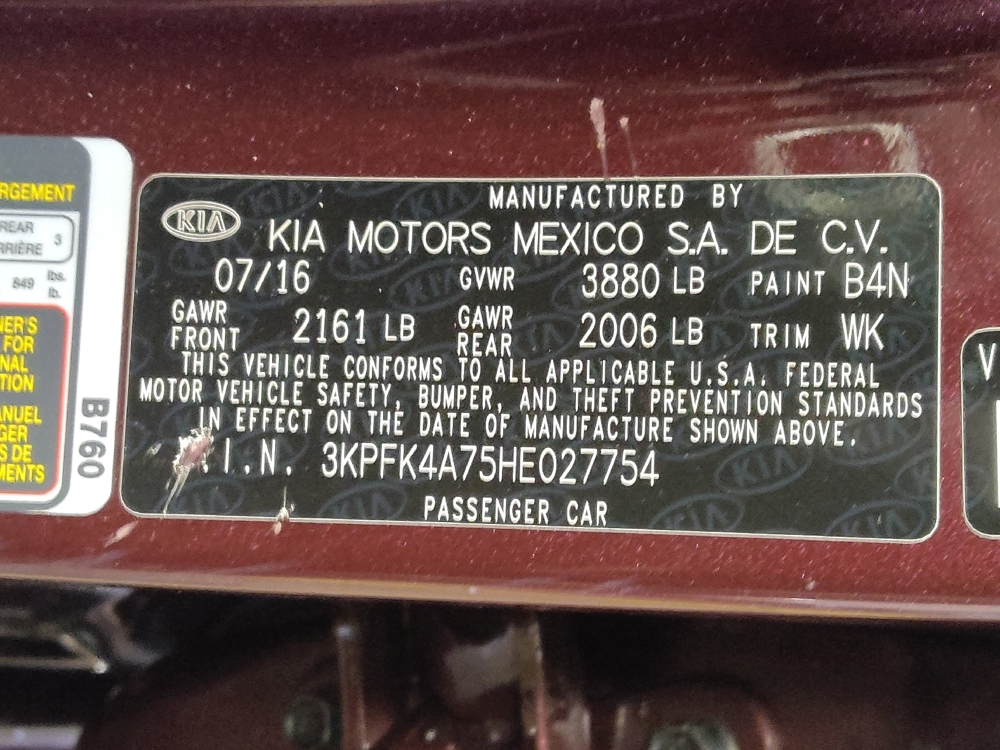 RGEMENT
REAR
RRIÈRE 3
849 lbs.
lb.
NER'S
FOR
NAL
TION
ANUEL
GER
S DE
MENTS
B760
MANUFACTURED BY
KIA KIA MOTORS MEXICO S.A. DE C.V.
07/16 GVWR 3880 LB PAINT B4N
GAWR FRONT 2161 LB GAWR REAR 2006 LB TRIM WK
THIS VEHICLE CONFORMS TO ALL APPLICABLE U.S.A. FEDERAL
MOTOR VEHICLE SAFETY, BUMPER, AND THEFT PREVENTION STANDARDS
IN EFFECT ON THE DATE OF MANUFACTURE SHOWN ABOVE.
.I.N. 3KPFK4A75HE027754
PASSENGER CAR
V